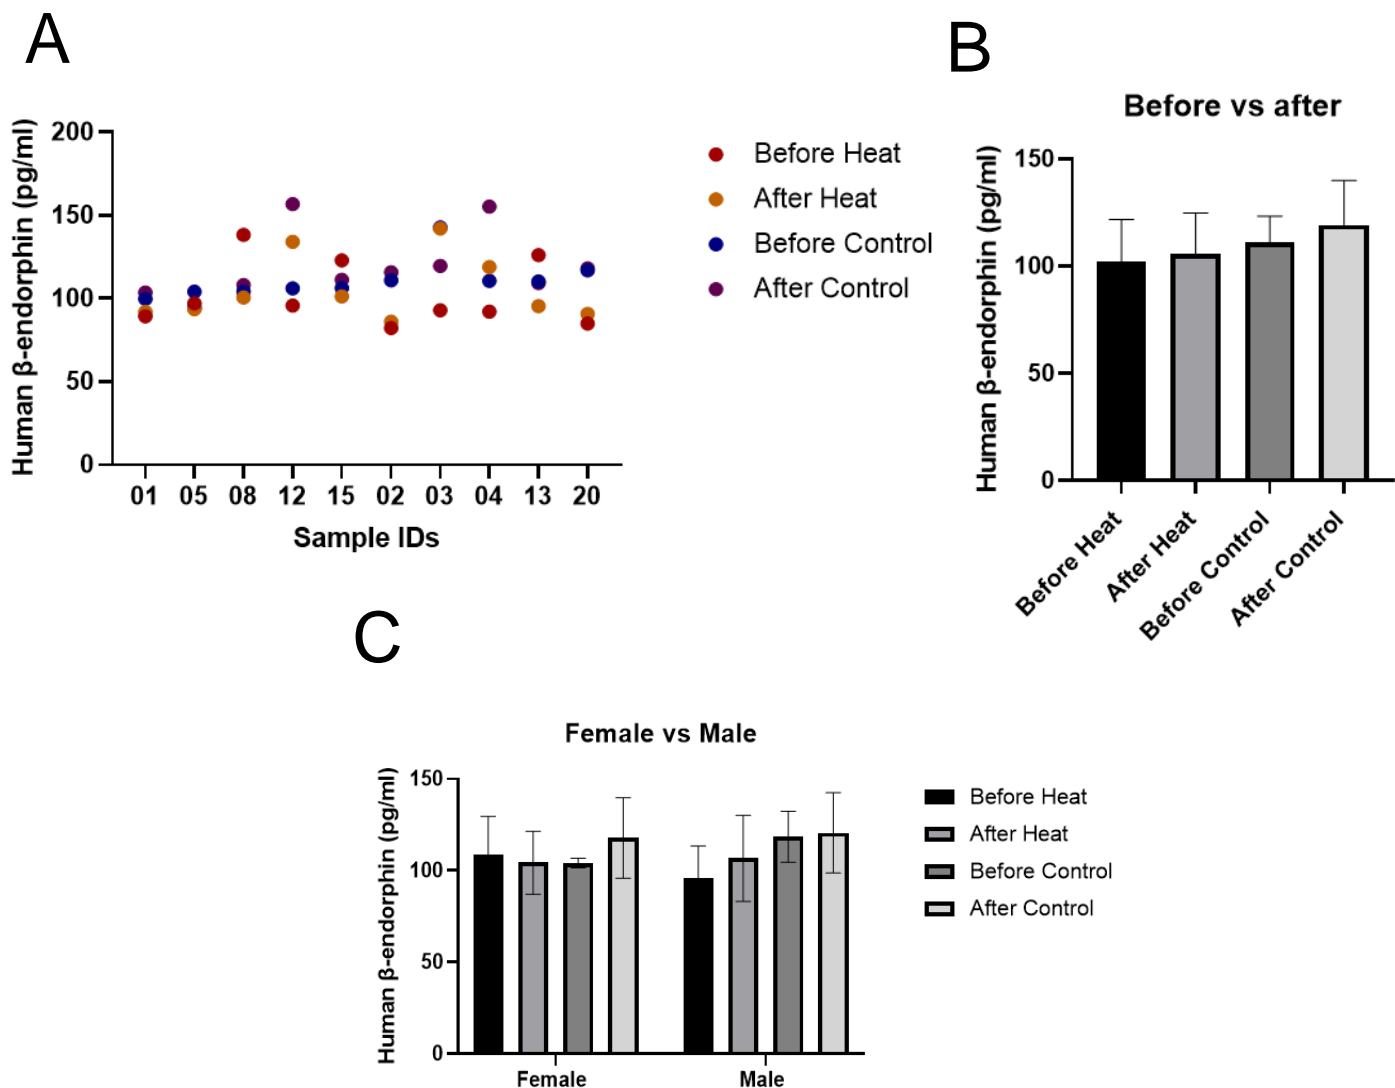 A
Human β-endorphin (pg/ml)
200
150
100
50
0
01 05 08 12 15 02 03 04 13 20
Sample IDs
Before Heat
After Heat
Before Control
After Control
B
Before vs after
Human β-endorphin (pg/ml)
150
100
50
0
Before Heat
After Heat
Before Control
After Control
C
Female vs Male
Human β-endorphin (pg/ml)
150
100
50
0
Female Male
Before Heat
After Heat
Before Control
After Control